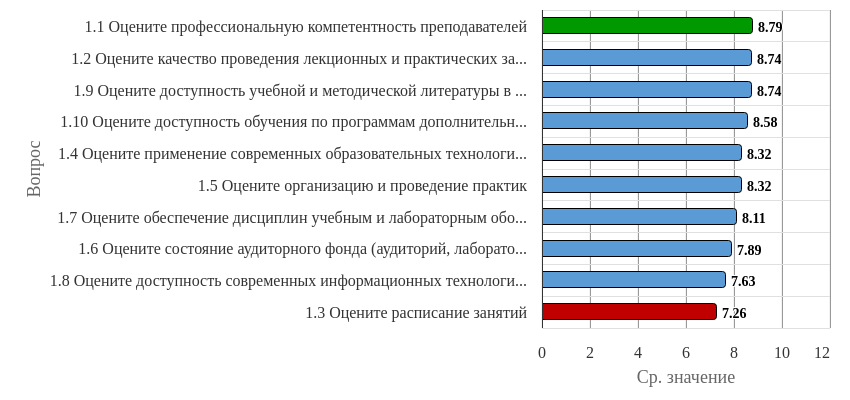 1.1 Оцените профессиональную компетентность преподавателей 8.79
1.2 Оцените качество проведения лекционных и практических за... 8.74
1.9 Оцените доступность учебной и методической литературы в ... 8.74
1.10 Оцените доступность обучения по программам дополнительн... 8.58
1.4 Оцените применение современных образовательных технологи... 8.32
1.5 Оцените организацию и проведение практик 8.32
1.7 Оцените обеспечение дисциплин учебным и лабораторным обо... 8.11
1.6 Оцените состояние аудиторного фонда (аудиторий, лаборато... 7.89
1.8 Оцените доступность современных информационных технологи... 7.63
1.3 Оцените расписание занятий 7.26
Вопрос
0 2 4 6 8 10 12
Ср. значение